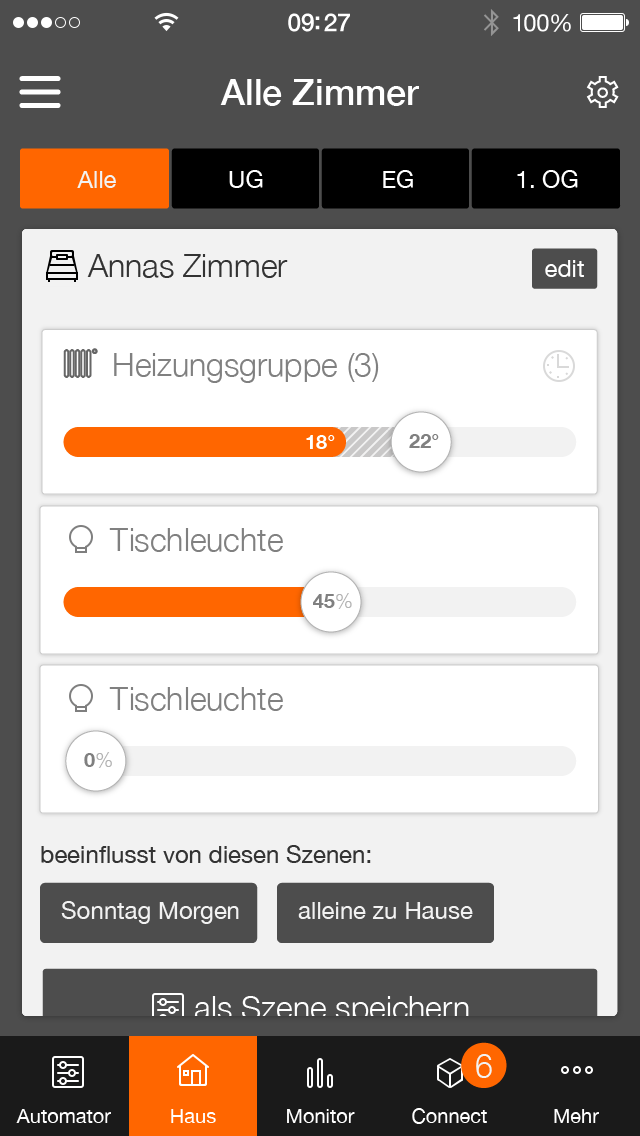 09:27 100%
Alle Zimmer
Alle UG EG 1. OG
Annas Zimmer edit
Heizungsgruppe (3)
18° 22°
Tischleuchte
45%
Tischleuchte
0%
beeinflusst von diesen Szenen:
Sonntag Morgen alleine zu Hause
als Szene speichern
6
Automator Haus Monitor Connect Mehr